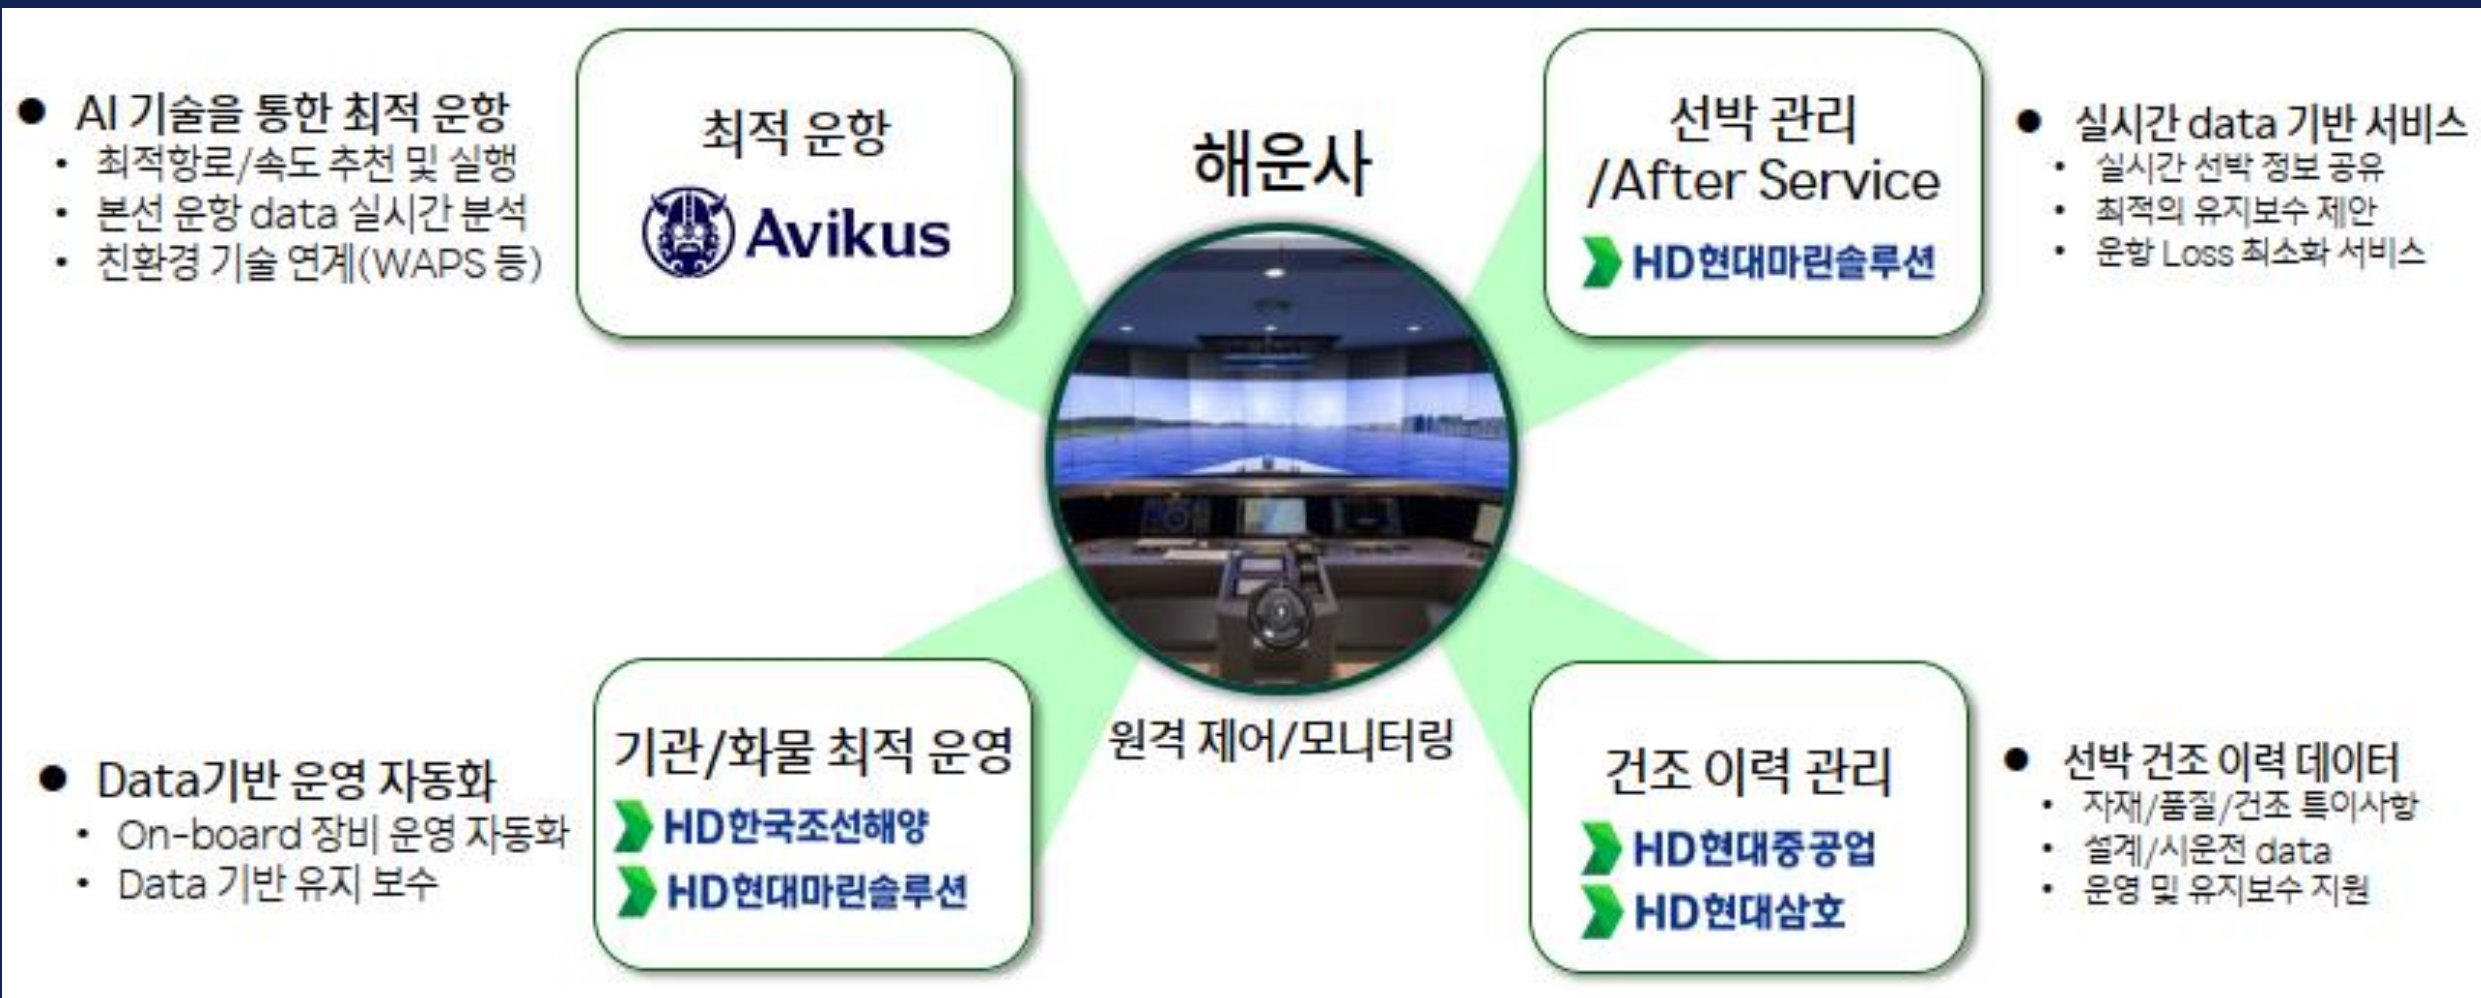 ● AI 기술을 통한 최적 운항
• 최적항로/속도 추천 및 실행
• 본선 운항 data 실시간 분석
• 친환경 기술 연계(WAPS 등)
최적 운항
Avikus
해운사
선박 관리
/After Service
HD현대마린솔루션
● 실시간 data 기반 서비스
• 실시간 선박 정보 공유
• 최적의 유지보수 제안
• 운항 Loss 최소화 서비스
● Data기반 운영 자동화
• On-board 장비 운영 자동화
• Data 기반 유지 보수
기관/화물 최적 운영
HD한국조선해양
HD현대마린솔루션
원격 제어/모니터링
건조 이력 관리
HD현대중공업
HD현대삼호
● 선박 건조 이력 데이터
• 자재/품질/건조 특이사항
• 설계/시운전 data
• 운영 및 유지보수 지원